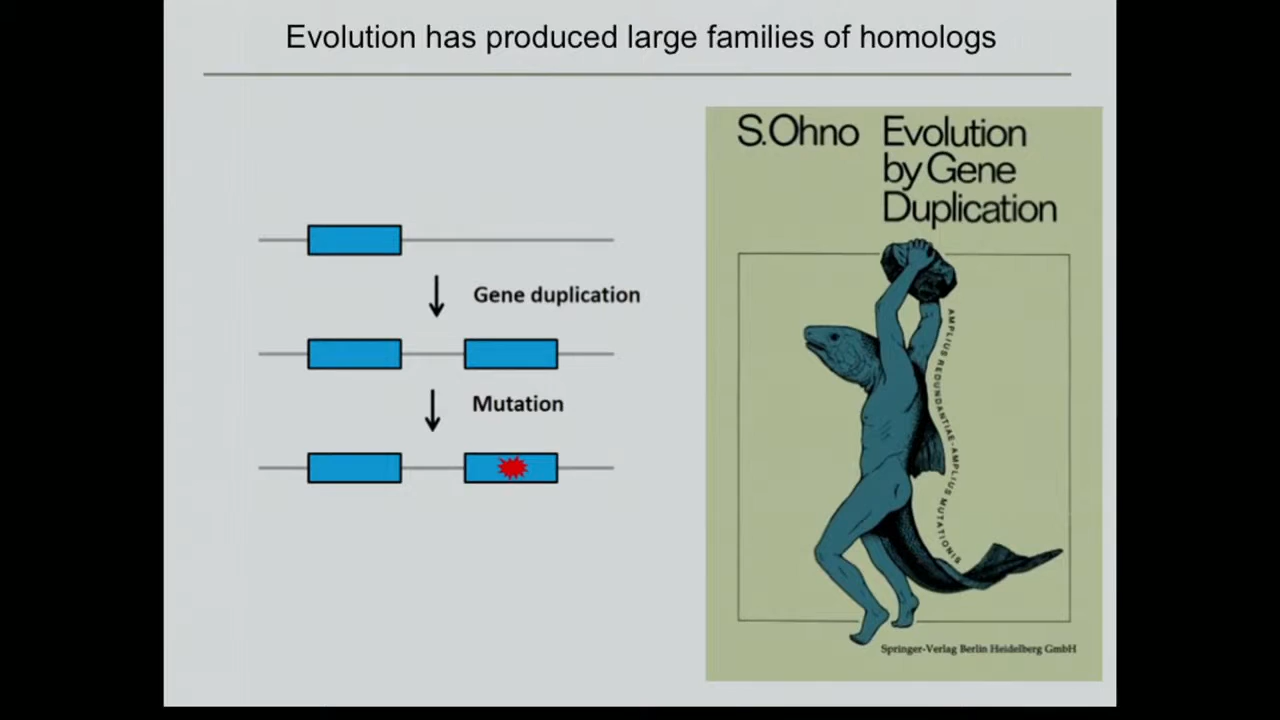 Evolution has produced large families of homologs
Gene duplication
Mutation
S.Ohno
Evolution
by Gene
Duplication
AMPLIUS REDUNDANTIAE-AMPLIUS MUTATIONIS
Springer-Verlag Berlin Heidelberg GmbH